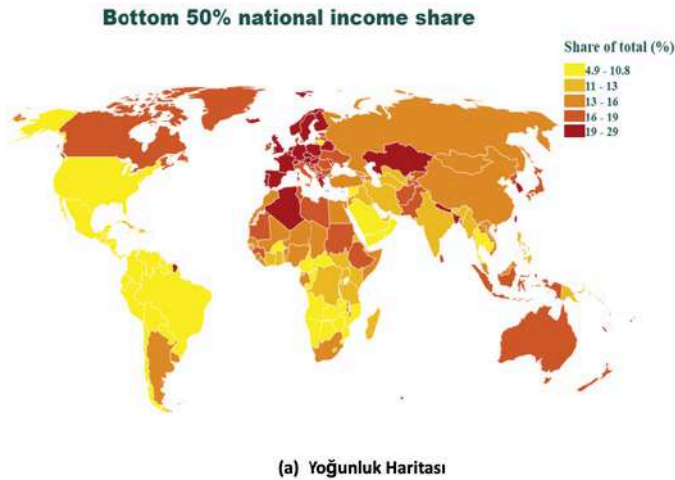 Bottom 50% national income share
Share of total (%)
4.9 - 10.8
11 - 13
13 - 16
16 - 19
19 - 29
(a) Yoğunluk Haritası